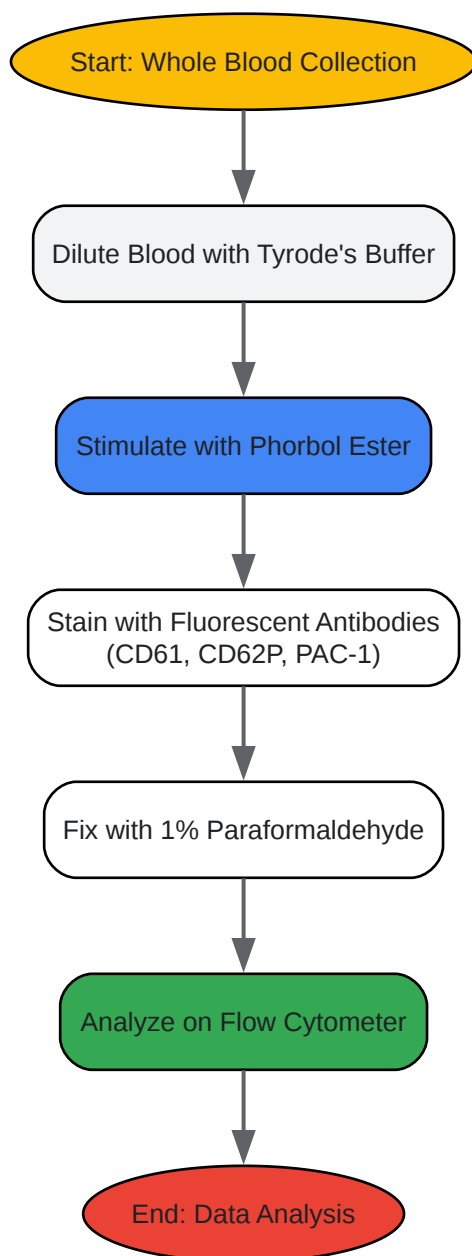 Start: Whole Blood Collection
Dilute Blood with Tyrode's Buffer
Stimulate with Phorbol Ester
Stain with Fluorescent Antibodies
(CD61, CD62P, PAC-1)
Fix with 1% Paraformaldehyde
Analyze on Flow Cytometer
End: Data Analysis